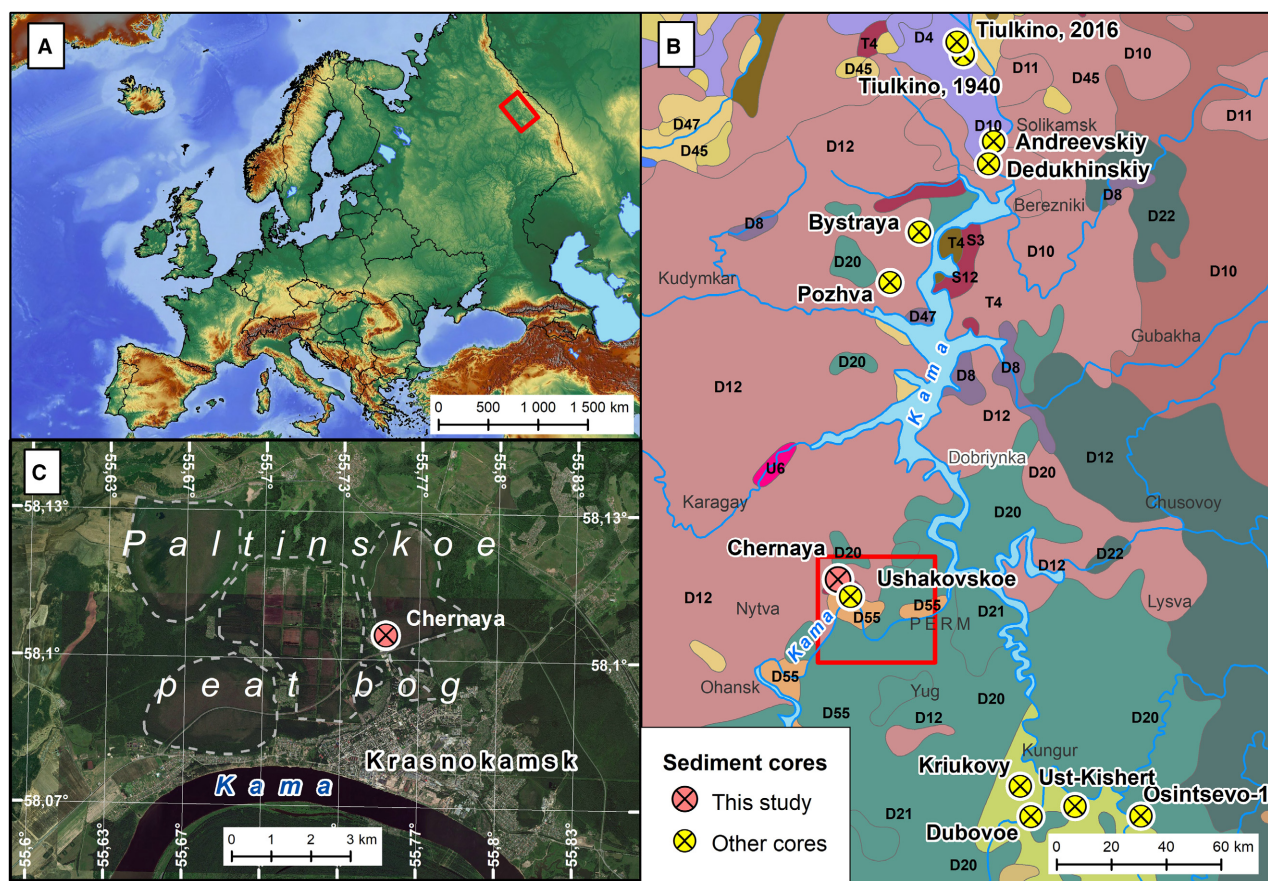 A
0 500 1 000 1 500 km
B
Tiulkino, 2016
T4
D4
D45
Tiulkino, 1940
D11
D45
D10
D11
D47
D45
D12
D10
Solikamsk
Andreevskiy
Dedukhinskiy
Berezniki
D8
D22
D8
Bystraya
T4
S3
D10
D10
D20
Kudymkar
S12
Pozhva
T4
D47
Gubakha
Kama
D20
D8
D8
D12
D12
Dobriynka
D20
D12
U6
Karagay
Chusovoy
D20
Chernaya
D20
D22
D12
Ushakovskoe
D12
Nytva
D55
D55
D21
Lysva
PERM
Kama
D55
Ohansk
Yug
D55
D12
D20
D20
Kungur
Kriukovy
Ust-Kishert
Osintsevo-1
D21
Dubovoe
D20
0 20 40 60 km
Sediment cores
This study
Other cores
C
55,63°
55,67°
55,7°
55,73°
55,77°
55,8°
55,83°
58,13°
58,13°
Paltinskoe
Chernaya
58,1°
58,1°
peat bog
Krasnokamsk
Kama
58,07°
0 1 2 3 km
55,6°
55,63°
55,67°
55,77°
55,8°
55,83°